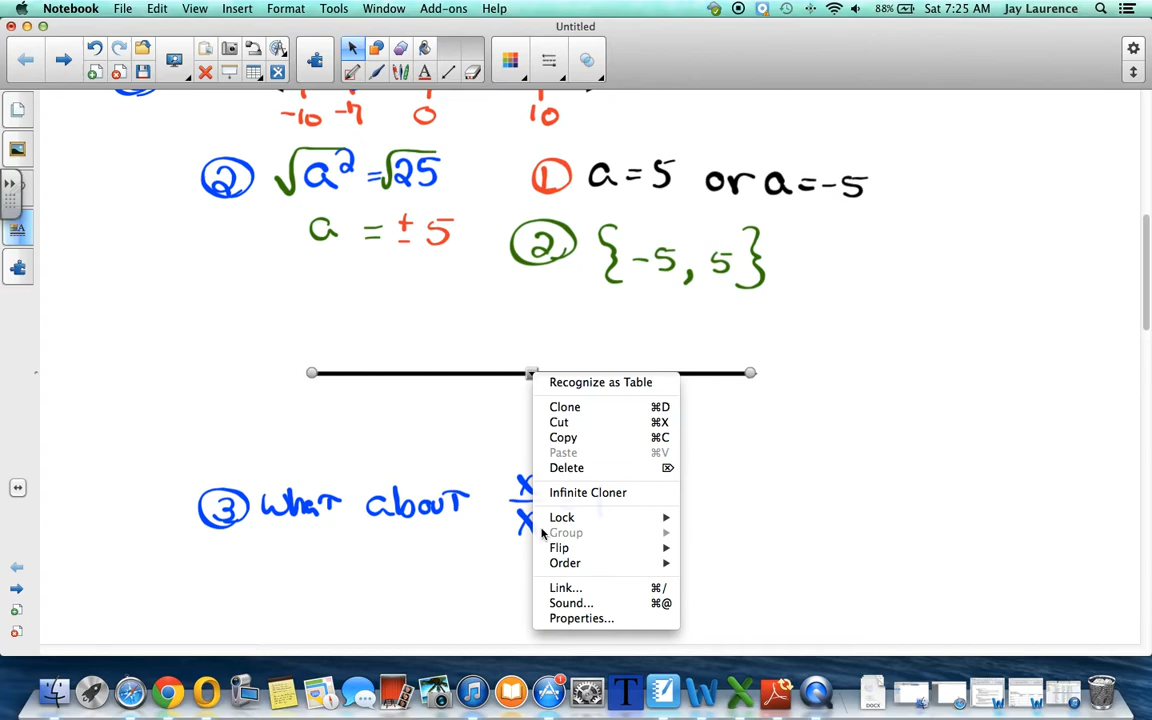 Notebook File Edit View Insert Format Tools Window Add-ons Help 88% Sat 7:25 AM Jay Laurence
Untitled
-10 -7 0 10
② √a² = √25 ① a = 5 or a = -5
a = ± 5 ② {-5, 5}
Recognize as Table
Clone ⌘D
Cut ⌘X
Copy ⌘C
Paste ⌘V
Delete ⌦
Infinite Cloner
③ What about x
x
Lock
Group
Flip
Order
Link... ⌘/
Sound... ⌘@
Properties...
DOCX